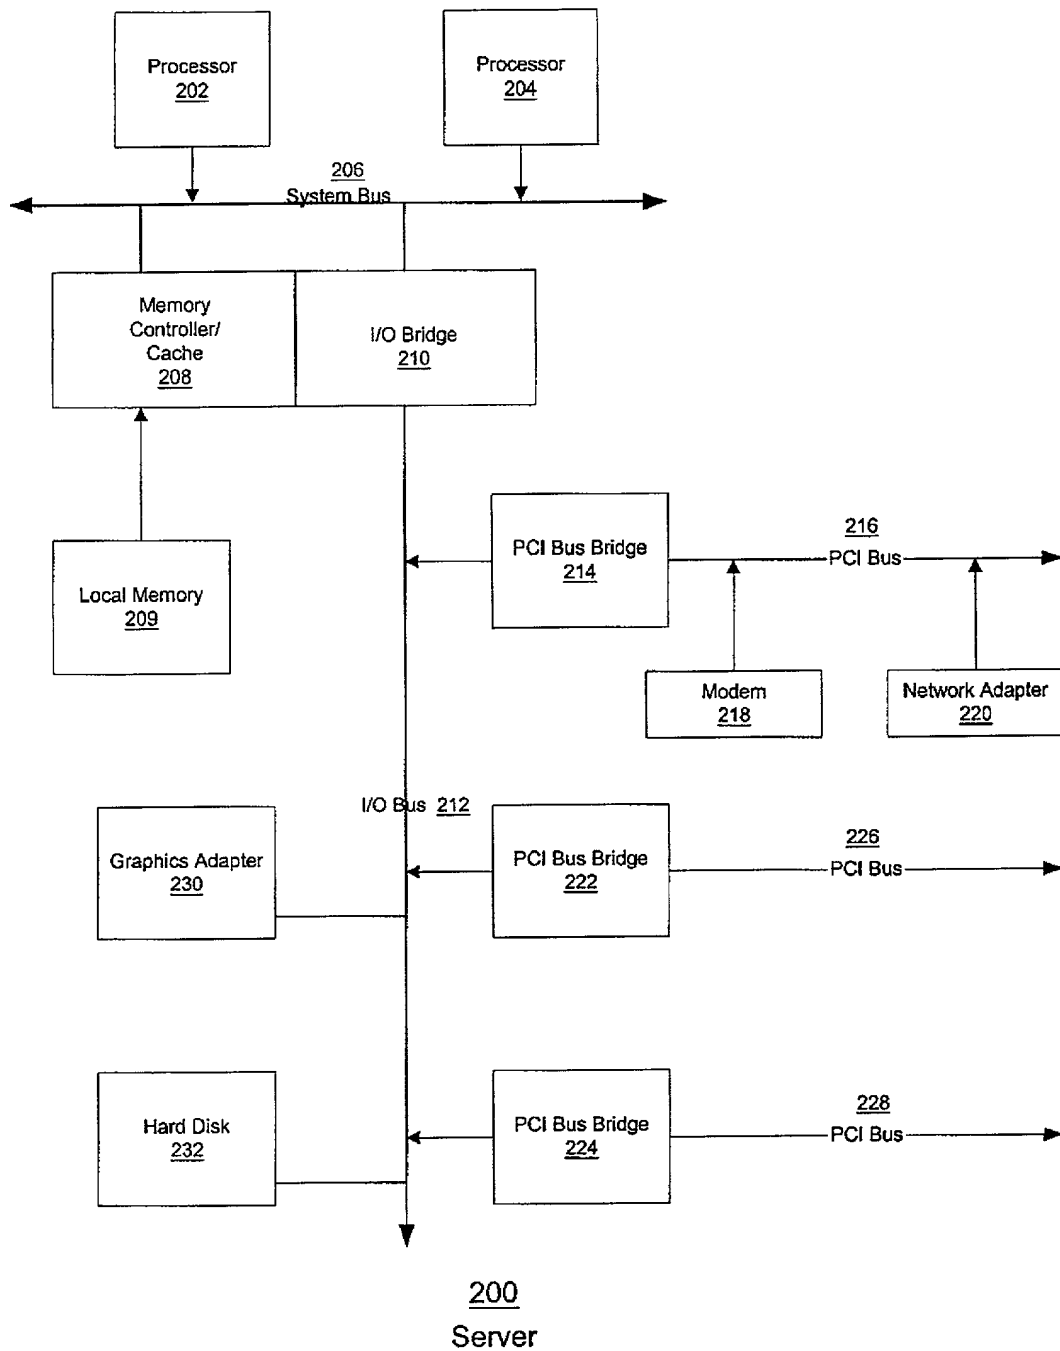 Processor
202
Processor
204
206
System Bus
Memory
Controller/
Cache
208
I/O Bridge
210
PCI Bus Bridge
214
216
PCI Bus
Local Memory
209
Modem
218
Network Adapter
220
I/O Bus 212
Graphics Adapter
230
PCI Bus Bridge
222
226
PCI Bus
Hard Disk
232
PCI Bus Bridge
224
228
PCI Bus
200
Server